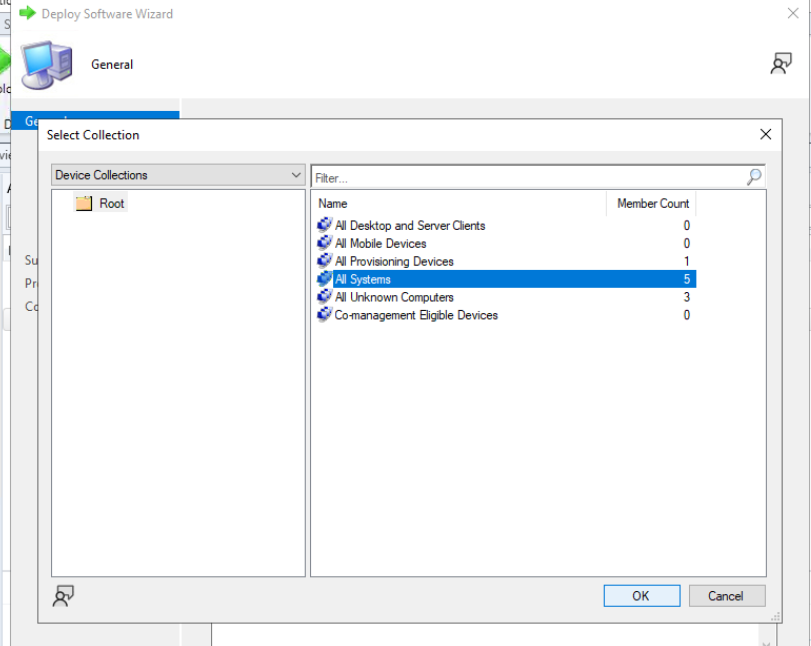 Deploy Software Wizard
General
Select Collection
Device Collections
Filter...
Root
Name Member Count
All Desktop and Server Clients 0
All Mobile Devices 0
All Provisioning Devices 1
All Systems 5
All Unknown Computers 3
Co-management Eligible Devices 0
OK Cancel